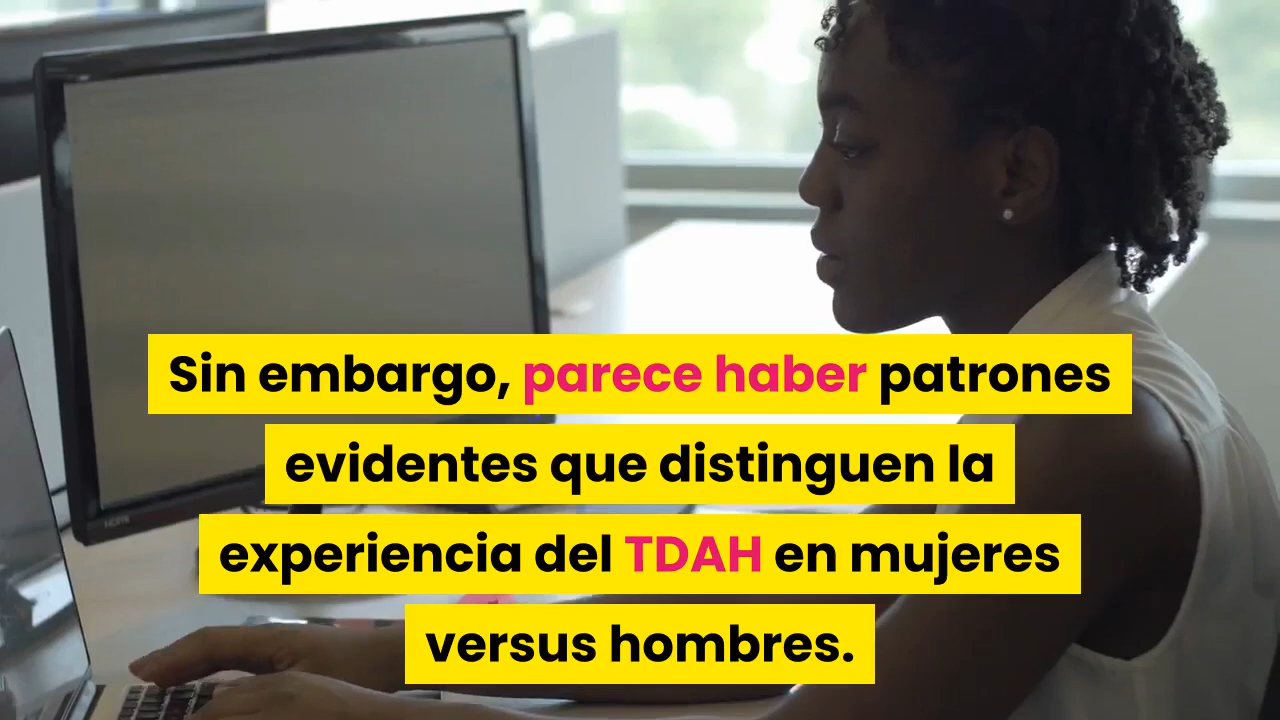 Sin embargo, parece haber patrones
evidentes que distinguen la
experiencia del TDAH en mujeres
versus hombres.